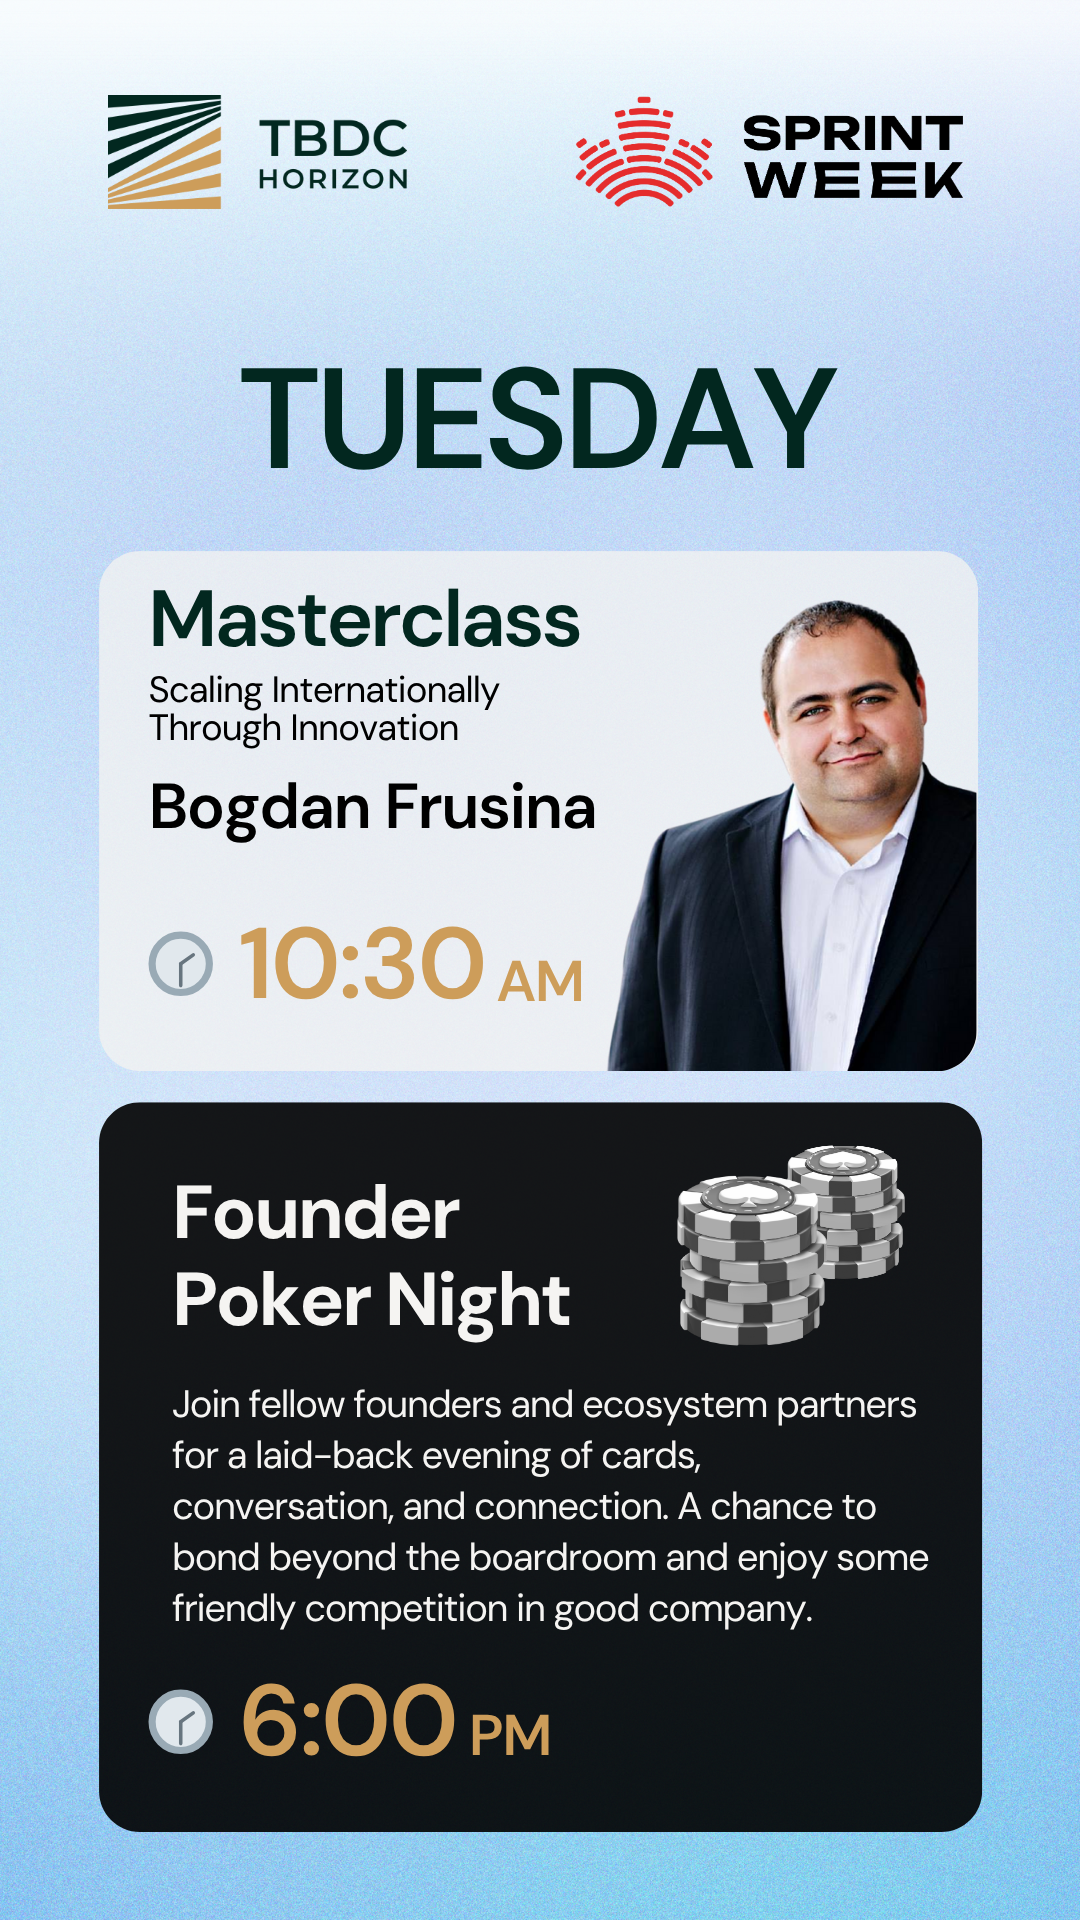 TBDC
HORIZON
SPRINT
WEEK
TUESDAY
Masterclass
Scaling Internationally
Through Innovation
Bogdan Frusina
10:30 AM
Founder
Poker Night
Join fellow founders and ecosystem partners
for a laid-back evening of cards,
conversation, and connection. A chance to
bond beyond the boardroom and enjoy some
friendly competition in good company.
6:00 PM